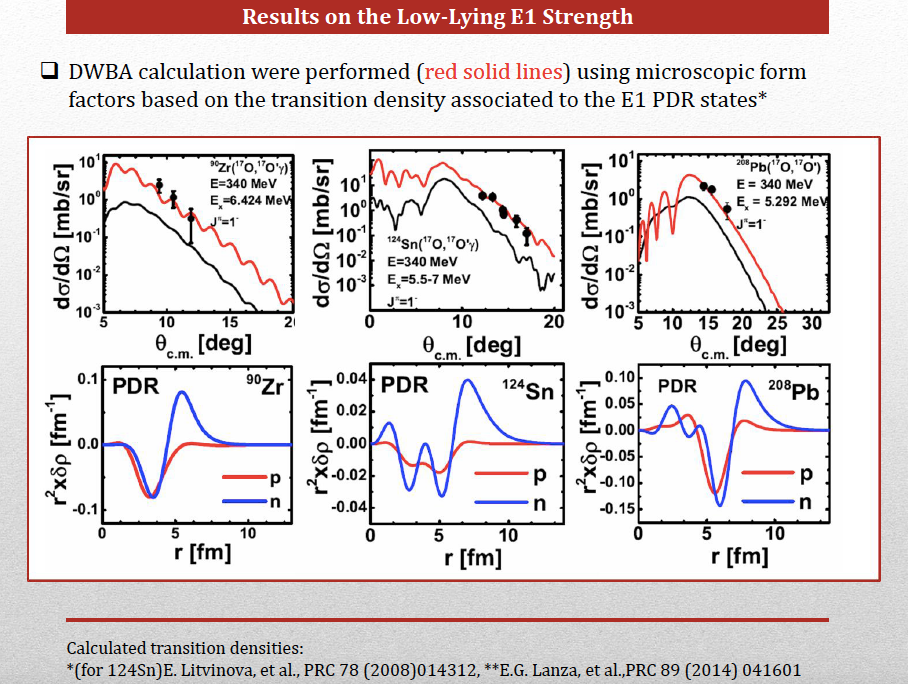 Results on the Low-Lying E1 Strength
❑ DWBA calculation were performed (red solid lines) using microscopic form
factors based on the transition density associated to the E1 PDR states*
dσ/dΩ [mb/sr]
10¹
10⁰
10⁻¹
10⁻²
10⁻³
⁹⁰Zr(¹⁷O,¹⁷O'γ)
E=340 MeV
Eₓ=6.424 MeV
Jπ=1⁻
5 10 15 20
θc.m. [deg]
dσ/dΩ [mb/sr]
10¹
10⁰
10⁻¹
10⁻²
10⁻³
¹²⁴Sn(¹⁷O,¹⁷O'γ)
E=340 MeV
Eₓ=5.5-7 MeV
Jπ=1⁻
0 10 20
θc.m. [deg]
dσ/dΩ [mb/sr]
10¹
10⁰
10⁻¹
10⁻²
10⁻³
²⁰⁸Pb(¹⁷O,¹⁷O')
E = 340 MeV
Eₓ = 5.292 MeV
Jπ=1⁻
5 10 15 20 25 30
θc.m. [deg]
r²xδρ [fm⁻¹]
0.1
0.0
-0.1
PDR ⁹⁰Zr
p
n
0 5 10
r [fm]
r²xδρ [fm⁻¹]
0.04
0.02
0.00
-0.02
-0.04
PDR ¹²⁴Sn
p
n
0 5 10
r [fm]
r²xδρ [fm⁻¹]
0.10
0.05
0.00
-0.05
-0.10
-0.15
PDR ²⁰⁸Pb
p
n
0 5 10
r [fm]
Calculated transition densities:
*(for 124Sn)E. Litvinova, et al., PRC 78 (2008)014312, **E.G. Lanza, et al.,PRC 89 (2014) 041601